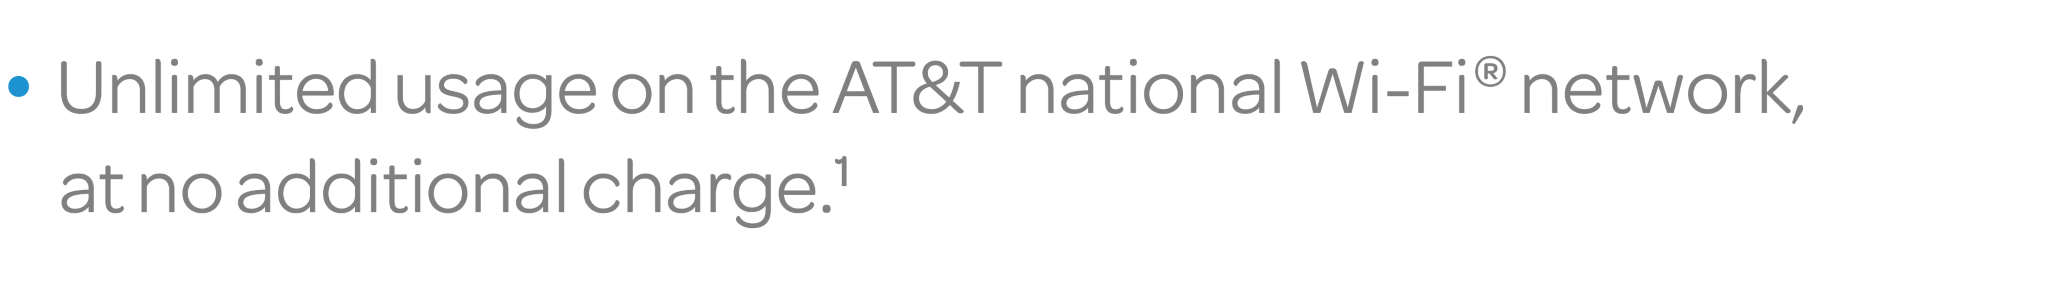 • Unlimited usage on the AT&T national Wi-Fi® network,
at no additional charge.¹